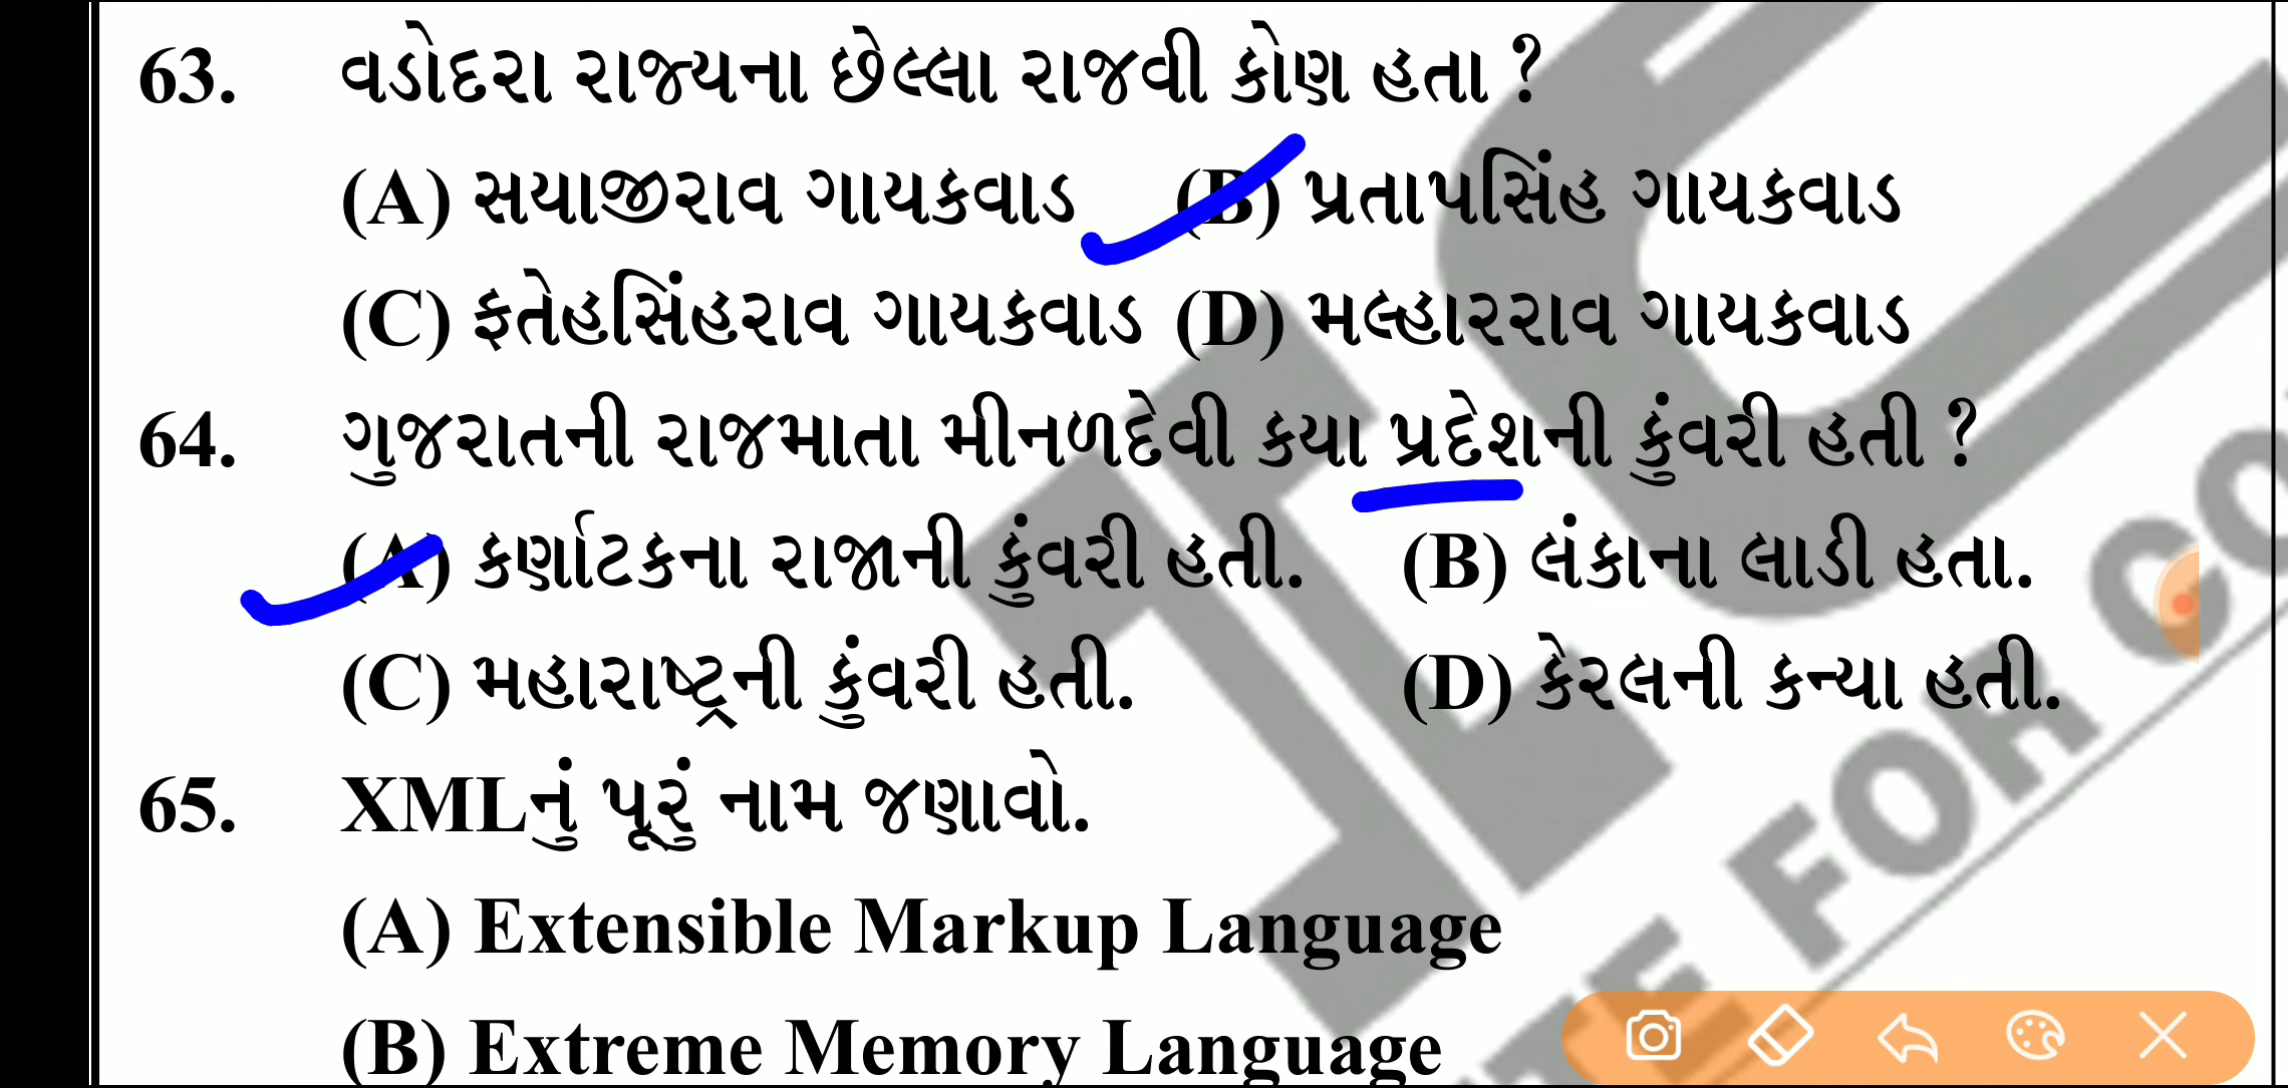 63. વડોદરા રાજ્યના છેલ્લા રાજવી કોણ હતા ?
(A) સયાજીરાવ ગાયકવાડ (B) પ્રતાપસિંહ ગાયકવાડ
(C) ફતેહસિંહરાવ ગાયકવાડ (D) મલ્હારરાવ ગાયકવાડ
64. ગુજરાતની રાજમાતા મીનળદેવી કયા પ્રદેશની કુંવરી હતી ?
(A) કર્ણાટકના રાજાની કુંવરી હતી. (B) લંકાના લાડી હતા.
(C) મહારાષ્ટ્રની કુંવરી હતી. (D) કેરલની કન્યા હતી.
65. XMLનું પૂરું નામ જણાવો.
(A) Extensible Markup Language
(B) Extreme Memory Language
FOR